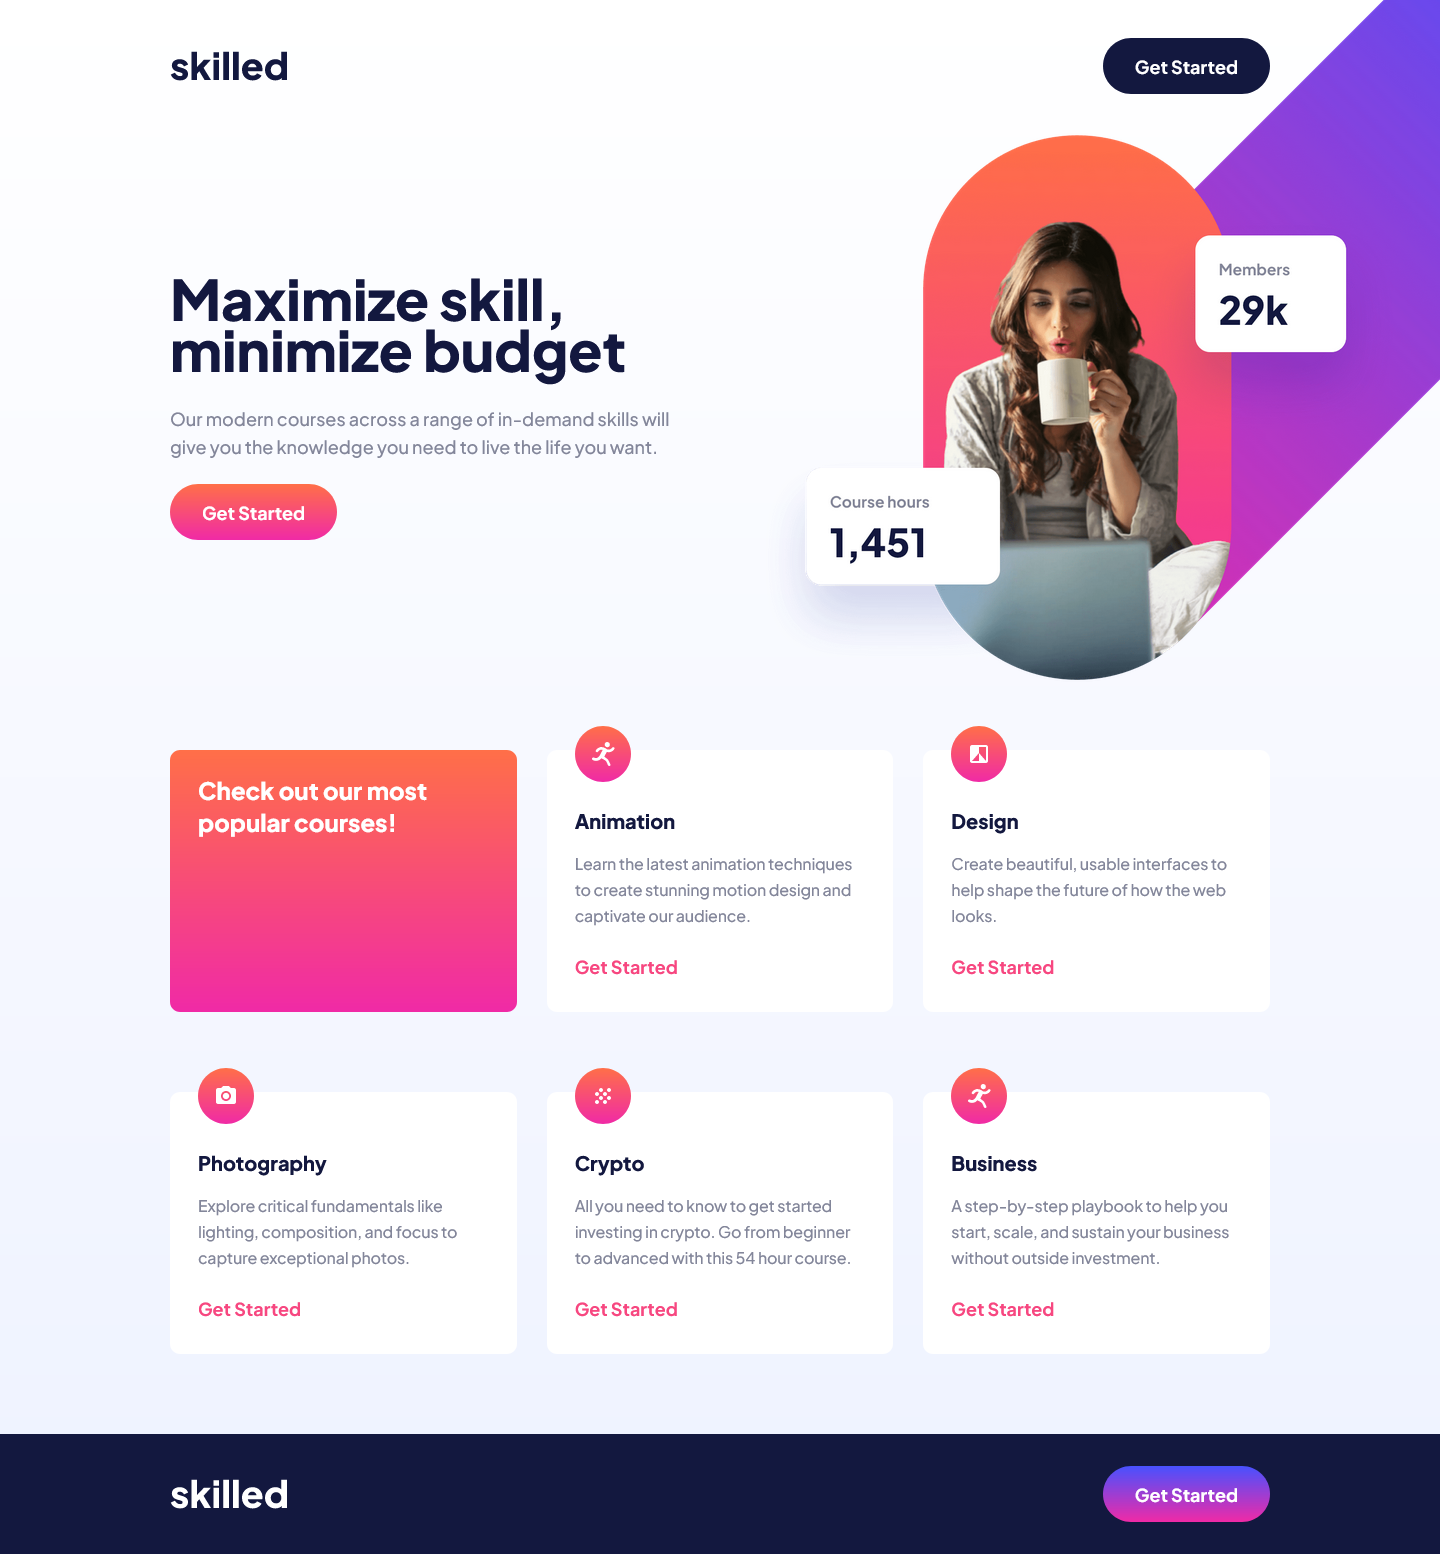 skilled
Get Started
Maximize skill,
minimize budget
Our modern courses across a range of in-demand skills will
give you the knowledge you need to live the life you want.
Get Started
Members
29k
Course hours
1,451
Check out our most
popular courses!
Animation
Learn the latest animation techniques
to create stunning motion design and
captivate our audience.
Get Started
Design
Create beautiful, usable interfaces to
help shape the future of how the web
looks.
Get Started
Photography
Explore critical fundamentals like
lighting, composition, and focus to
capture exceptional photos.
Get Started
Crypto
All you need to know to get started
investing in crypto. Go from beginner
to advanced with this 54 hour course.
Get Started
Business
A step-by-step playbook to help you
start, scale, and sustain your business
without outside investment.
Get Started
skilled
Get Started